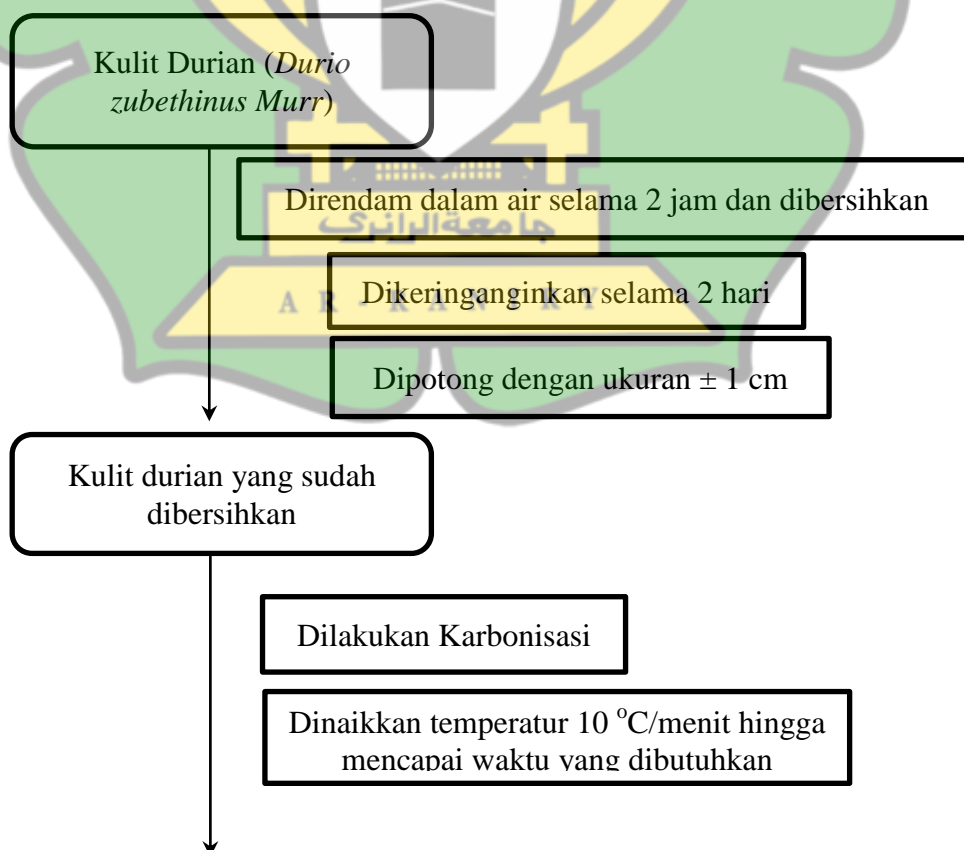 Kulit Durian (Durio
zubethinus Murr)
Direndam dalam air selama 2 jam dan dibersihkan
جامعةالرانري
Dikeringanginkan selama 2 hari
AR-RANIRY
Dipotong dengan ukuran ± 1 cm
Kulit durian yang sudah
dibersihkan
Dilakukan Karbonisasi
Dinaikkan temperatur 10 °C/menit hingga
mencapai waktu yang dibutuhkan